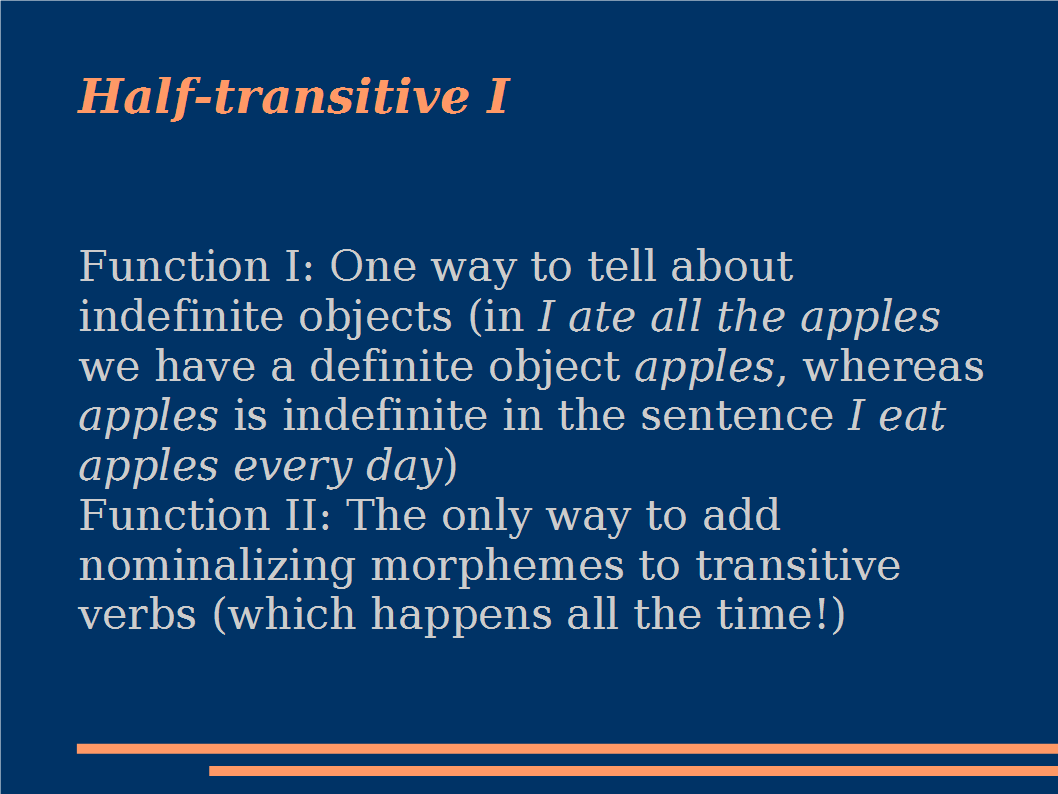 Half-transitive I
Function I: One way to tell about
indefinite objects (in I ate all the apples
we have a definite object apples, whereas
apples is indefinite in the sentence I eat
apples every day)
Function II: The only way to add
nominalizing morphemes to transitive
verbs (which happens all the time!)